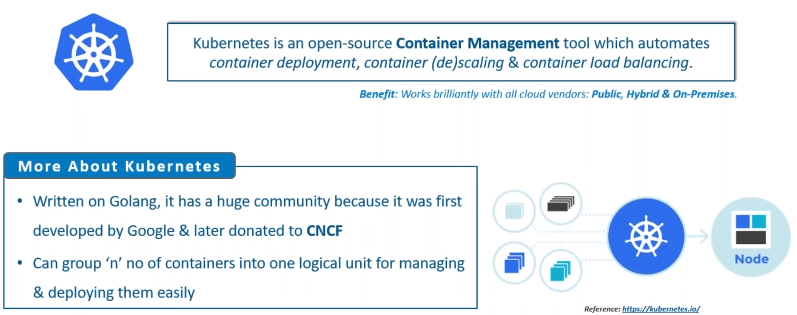 Kubernetes is an open-source Container Management tool which automates
container deployment, container (de)scaling & container load balancing.
Benefit: Works brilliantly with all cloud vendors: Public, Hybrid & On-Premises.
More About Kubernetes
• Written on Golang, it has a huge community because it was first
developed by Google & later donated to CNCF
• Can group ‘n’ no of containers into one logical unit for managing
& deploying them easily
Node
Reference: https://kubernetes.io/